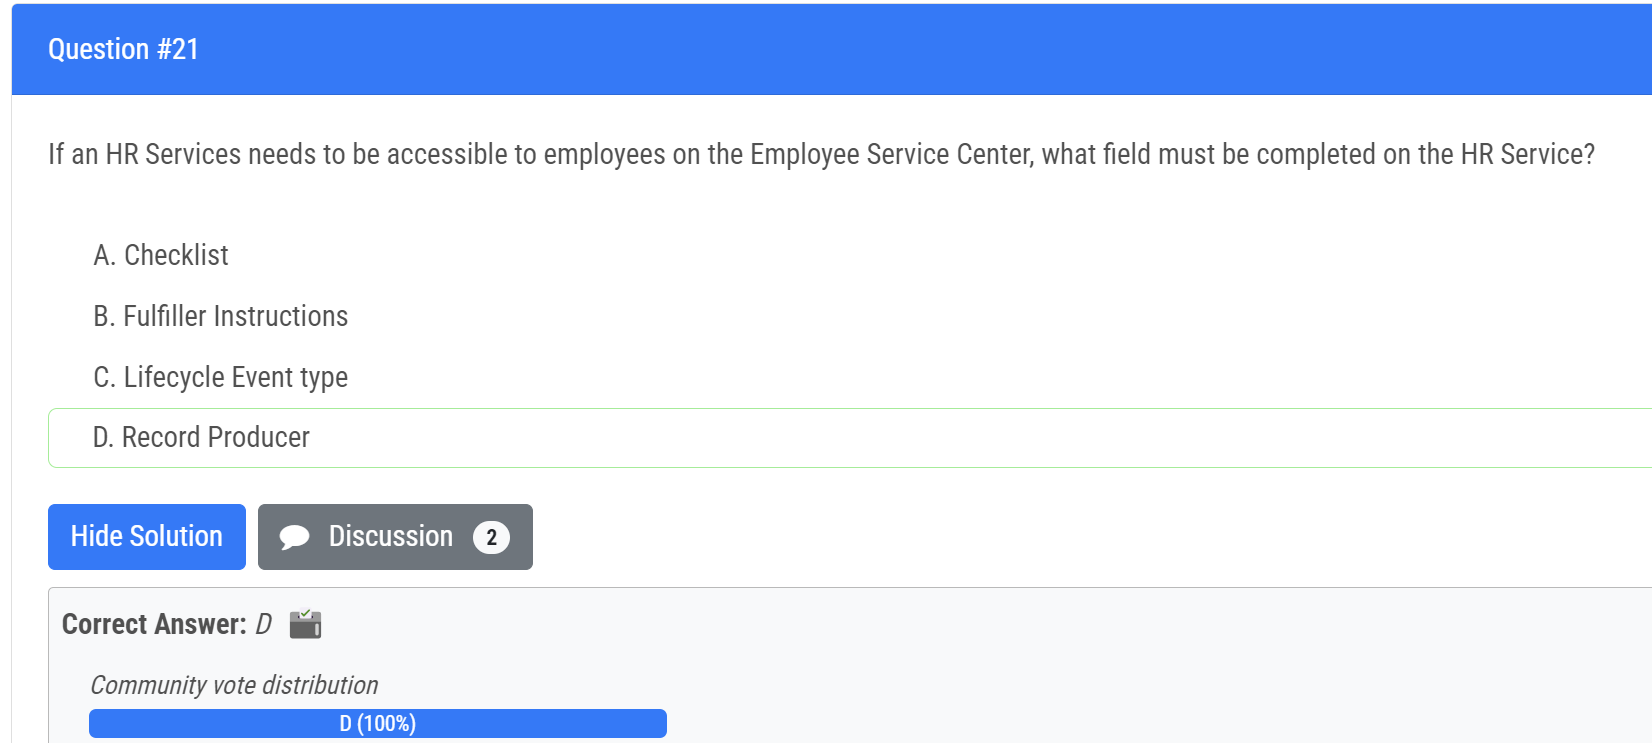 Question #21
If an HR Services needs to be accessible to employees on the Employee Service Center, what field must be completed on the HR Service?
A. Checklist
B. Fulfiller Instructions
C. Lifecycle Event type
D. Record Producer
Hide Solution
Discussion 2
Correct Answer: D
Community vote distribution
D (100%)